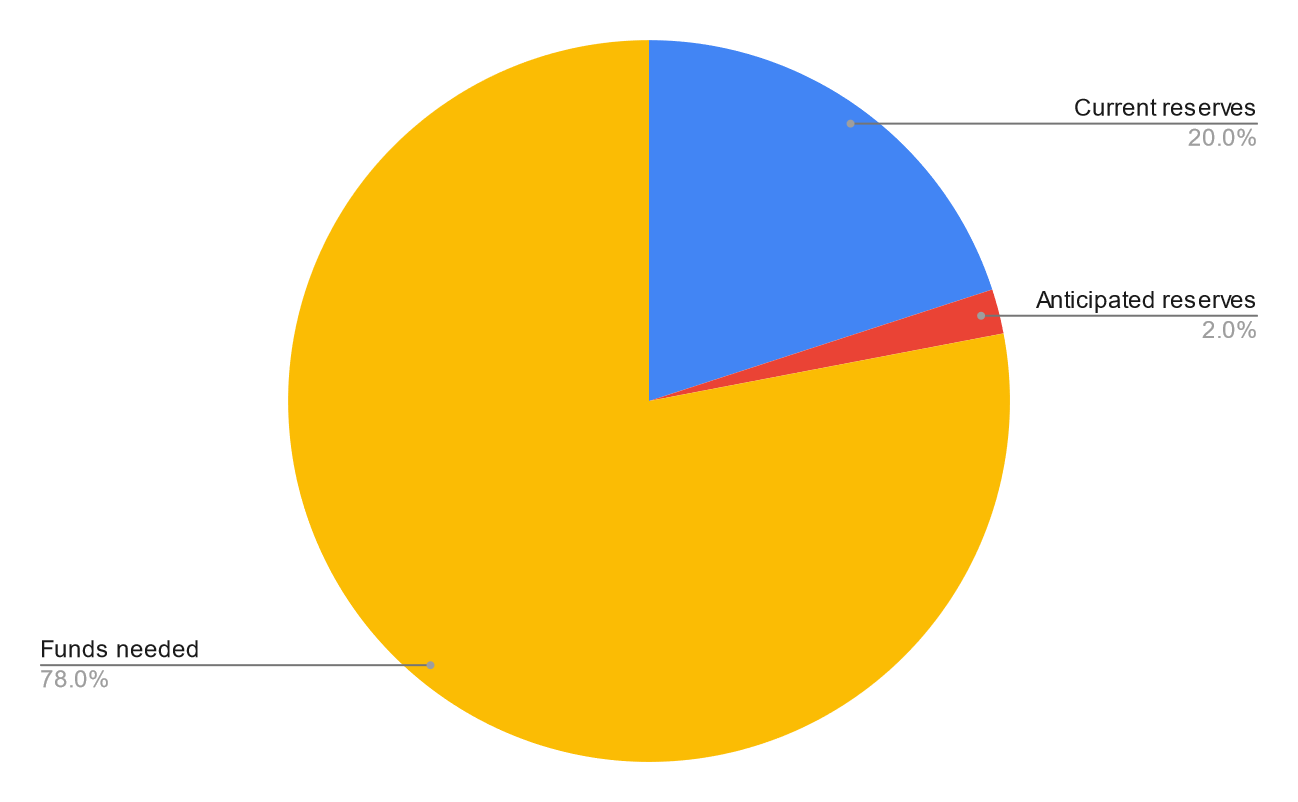 Current reserves
20.0%
Anticipated reserves
2.0%
Funds needed
78.0%